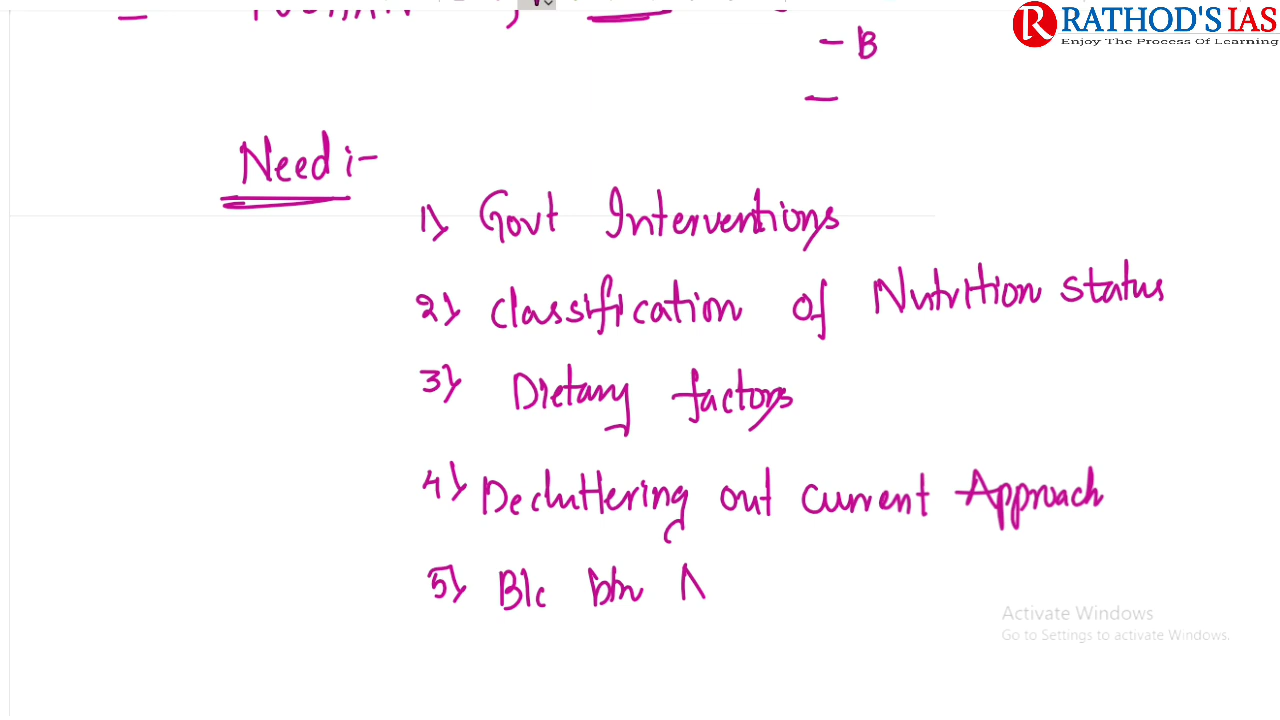 RATHOD'S IAS
Enjoy The Process Of Learning
- B
-
Need :-
1) Govt Interventions
2) Classification of Nutrition status
3) Dietary factors
4) Decluttering out current Approach
5) B/c b/n A
Activate Windows
Go to Settings to activate Windows.